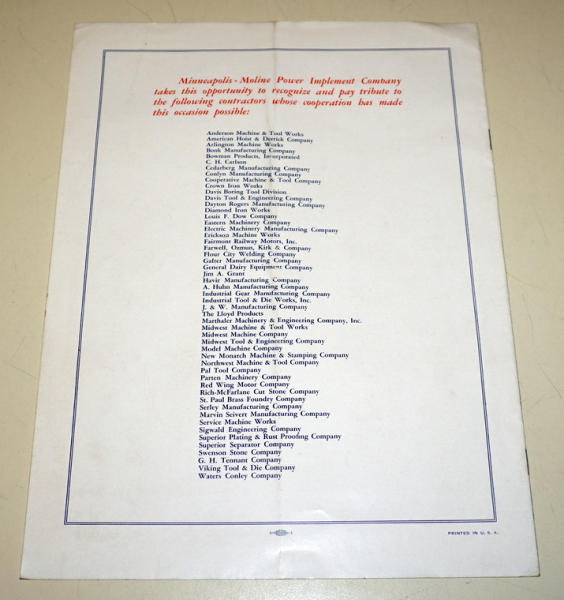 Minneapolis-Moline Power Implement Company
takes this opportunity to recognize and pay tribute to
the following contractors whose cooperation has made
this occasion possible:
Anderson Machine & Tool Works
American Hoist & Derrick Company
Arlington Machine Works
Bonk Manufacturing Company
Bowman Products, Incorporated
C. H. Carlson
Cedarberg Manufacturing Company
Conlyn Manufacturing Company
Cooperative Machine & Tool Company
Crown Iron Works
Davis Boring Tool Division
Davis Tool & Engineering Company
Dayton Rogers Manufacturing Company
Diamond Iron Works
Louis F. Dow Company
Eastern Machinery Company
Electric Machinery Manufacturing Company
Erickson Machine Works
Fairmont Railway Motors, Inc.
Farwell, Ozmun, Kirk & Company
Flour City Welding Company
Gafter Manufacturing Company
General Dairy Equipment Company
Jim A. Grant
Havir Manufacturing Company
A. Huhn Manufacturing Company
Industrial Gear Manufacturing Company
Industrial Tool & Die Works, Inc.
J. & W. Manufacturing Company
The Lloyd Products
Marthaler Machinery & Engineering Company, Inc.
Midwest Machine & Tool Works
Midwest Machine Company
Midwest Tool & Engineering Company
Model Machine Company
New Monarch Machine & Stamping Company
Northwest Machine & Tool Company
Pal Tool Company
Parten Machinery Company
Red Wing Motor Company
Rich-McFarlane Cut Stone Company
St. Paul Brass Foundry Company
Serley Manufacturing Company
Marvin Seivert Manufacturing Company
Service Machine Works
Sigwald Engineering Company
Superior Plating & Rust Proofing Company
Superior Separator Company
Swenson Stone Company
G. H. Tennant Company
Viking Tool & Die Company
Waters Conley Company
PRINTED IN U. S. A.